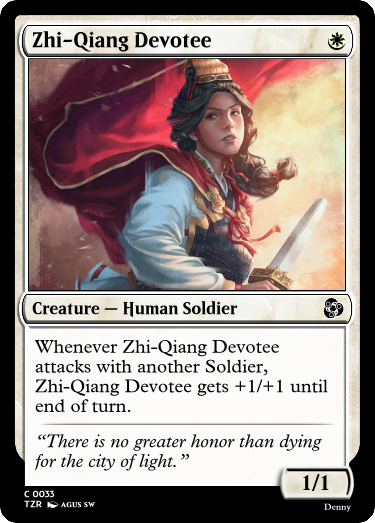 Zhi-Qiang Devotee
Creature — Human Soldier
Whenever Zhi-Qiang Devotee
attacks with another Soldier,
Zhi-Qiang Devotee gets +1/+1 until
end of turn.
“There is no greater honor than dying
for the city of light.”
1/1
C 0033
TZR AGUS SW
Denny